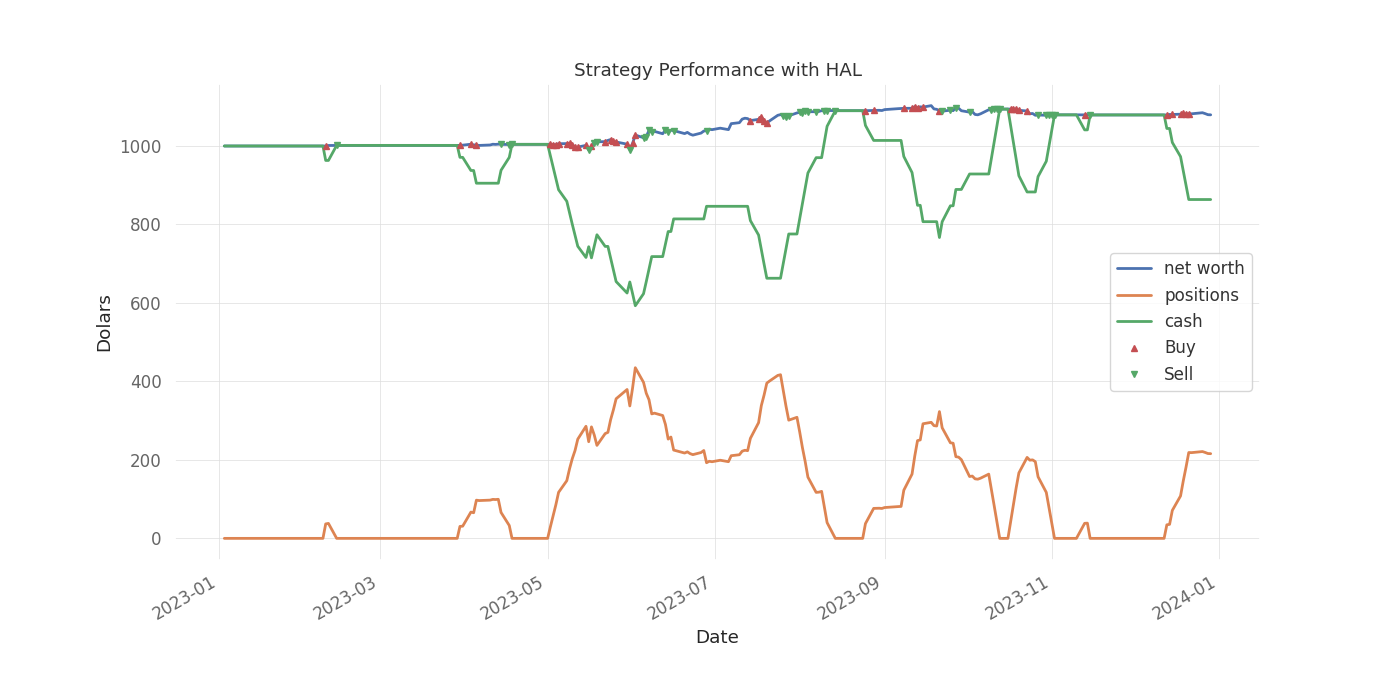 Strategy Performance with HAL
Dolars
1000
800
600
400
200
0
net worth
positions
cash
Buy
Sell
2023-01
2023-03
2023-05
2023-07
2023-09
2023-11
2024-01
Date